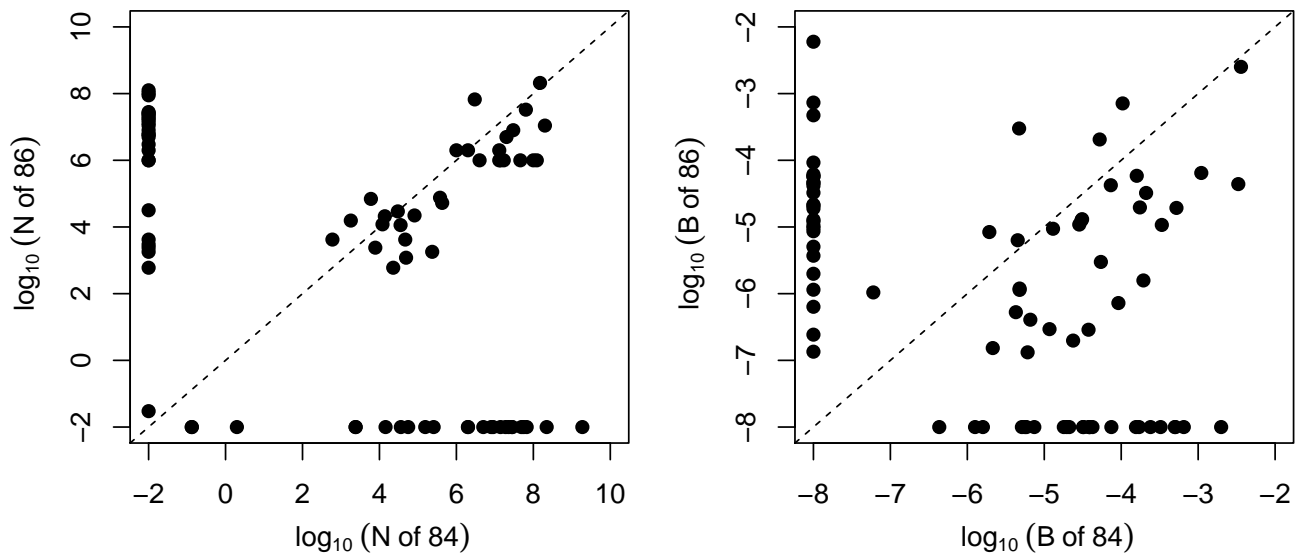 10
8
6
4
2
0
−2
log10 (N of 86)
−2 0 2 4 6 8 10
log10 (N of 84)
−2
−3
−4
−5
−6
−7
−8
log10 (B of 86)
−8 −7 −6 −5 −4 −3 −2
log10 (B of 84)